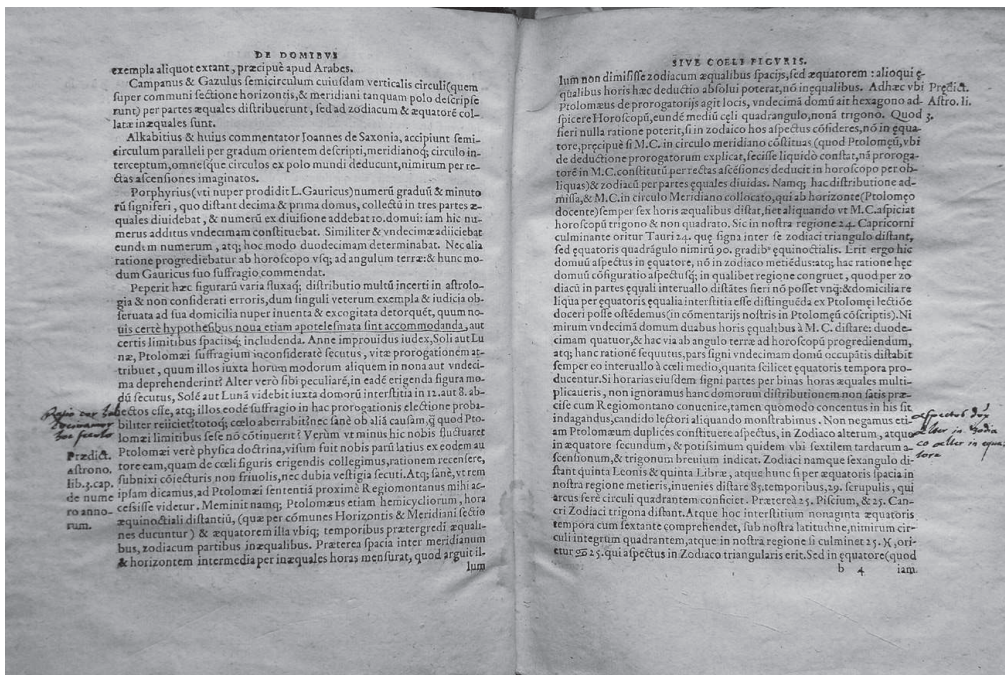 DE DOMIBVS
exempla aliquot extant, præcipuè apud Arabes.
Campanus & Gazulus semicirculum cuiusdam verticalis circuli (quem
super communi sectione horizontis, & meridiani tanquam polo descripse
runt) per partes æquales distribuerunt, sed ad zodiacum & æquatorē col-
latæ inæquales sunt.
Alkabitius & huius commentator Ioannes de Saxonia, accipiunt semi-
circulum paralleli per gradum orientem descripti, meridianoq; circulo in-
terceptum, omnesque circulos ex polo mundi deducunt, nimirum per re-
ctas ascensiones imaginatos.
Porphyrius (vti nuper prodidit L. Gauricus) numerū graduū & minuto
rū signiferi, quo distant decima & prima domus, collectū in tres partes æ-
quales diuidebat, & numerū ex diuisione addebat 10. domui: iam hic nu-
merus additus vndecimam constituebat. Similiter & vndecimæ adiiciebat
eundem numerum, atq; hoc modo duodecimam determinabat. Nec alia
ratione progrediebatur ab horoscopo vsq; ad angulum terræ: & hunc mo-
dum Gauricus suo suffragio commendat.
Peperit hæc figurarū varia fluxaq; distributio multū incerti in astrolo-
gia & non considerati erroris, dum singuli veterum exempla & iudicia ob-
seruata ad sua domicilia nuper inuenta & excogitata detorquēt, quum no-
uis certè hypothesibus noua etiam apotelesmata sint accommodanda, aut
certis limitibus spatiisq; includenda. Anne improuidus iudex, Soli aut Lu
næ, Ptolomæi suffragium inconsideratè secutus, vitæ prorogationem at-
tribuet, quum illos iuxta horum modorum aliquem in nona aut vndeci-
ma deprehenderint? Alter verò sibi peculiarē, in eadē erigenda figura mo-
dū secutus, Solē aut Lunā videbit iuxta domorū interstitia in 12. aut 8. ab-
iectos esse, atq; illos eodē suffragio in hac prorogationis electione proba-
biliter reiiciet: totoq; cœlo aberrabit: nec sanè ob aliā causam, q̃ quod Pto-
lomæi limitibus sese nō cōtinuerit? Verùm vt minus hic nobis fluctuaret
Ptolomæi verè physica doctrina, visum fuit nobis parū latius ex eodem au
tore eam, quam de cœli figuris erigendis collegimus, rationem recensere,
subnixi cōiecturis non friuolis, nec dubia vestigia secuti. Atq; sanè, vt rem
ipsam dicamus, ad Ptolomæi sententiā proximè Regiomontanus mihi ac-
cessisse videtur. Meminit namq; Ptolomæus etiam hemicycliorum, hora
æquinoctiali distantiū, (quæ per cōmunes Horizontis & Meridiani sectio
nes ducuntur) & æquatorem ilia vbiq; temporibus prætergredi æquali-
bus, zodiacum partibus inæqualibus. Præterea spacia inter meridianum
& horizontem intermedia per inæquales horas mensurat, quod arguit il-
lum
Prædict.
astrono.
lib. 3. cap.
de nume
ro anno-
rum.
SIVE COELI FIGVRIS.
lum non dimisisse zodiacum æqualibus spacijs, sed æquatorem: alioqui ę-
qualibus horis hæc deductio absolui poterat, nō inęqualibus. Adhæc vbi
Ptolomæus de prorogatorijs agit locis, vndecimā domū ait hexagono ad-
spicere Horoscopū, eundē mediū cęli quadrangulo, nonā trigono. Quod
fieri nulla ratione poterit, si in zodiaco hos aspectus cōsideres, nō in ęqua-
tore, pręcipuè si M.C. in circulo meridiano cōstituas (quod Ptolomęū, vbi
de deductione prorogatorum explicat, fecisse liquidò constat, nā proroga-
torē in M.C. constitutū per rectas ascēsiones deducit in horoscopo per ob-
liquas) & zodiacū per partes ęquales diuidas. Namq; hac distributione ad-
missa, & M.C. in circulo Meridiano collocato, qui ab horizonte (Ptolomęo
docente) semper sex horis æqualibus distat, fiet aliquando vt M.C. aspiciat
horoscopū trigono & non quadrato. Sic in nostra regione 24. Capricorni
culminante oritur Tauri 24. quę signa inter se zodiaci triangulo distant,
sed equatoris quadrāgulo nimirū 90. gradibꝰ equinoctialis. Erit ergo hic
domuū aspectus in equatore, nō in zodiaco metiēdus: atq; hac ratione hęc
domuū cōfiguratio aspectusq; in qualibet regione congruet, quod per zo-
diacū in partes equali interuallo distātes fieri nō posset vnq̃: & domicilia re
liqua per equatoris equalia interstitia esse distinguēda ex Ptolomęi lectiōe
doceri posse ostēdemus (in cōmentarijs nostris in Ptolomęū cōscriptis). Ni
mirum vndecimā domum duabus horis equalibus à M.C. distare: duode-
cimam quatuor, & hac via ab angulo terræ ad horoscopū progrediendum,
atq; hanc rationē sequutus, pars signi vndecimam domū occupātis distabit
semper eo interuallo à cæli medio, quanta scilicet equatoris tempora pro-
ducentur. Si horarias eiusdem signi partes per binas horas æquales multi-
plicaueris, non ignoramus hanc domorum distributionem non satis præ-
cise cum Regiomontano conuenire, tamen quomodo concentus in his sit
indagandus, candido lectori aliquando monstrabimus. Non negamus eti-
am Ptolomæum duplices constituere aspectus, in Zodiaco alterum, atque
in æquatore secundum, & potissimum quidem vbi sextilem tardarum a-
scensionum, & trigonum breuium indicat. Zodiaci namque sexangulo di-
stant quinta Leonis & quinta Libræ, atque hunc si per æquatoris spacia in
nostra regione metieris, inuenies distare 85. temporibus, 29. scrupulis, qui
arcus ferè circuli quadrantem conficiet. Præterea 25. Piscium, & 25. Can-
cri Zodiaci trigona distant. Atque hoc interstitium nonaginta æquatoris
tempora cum sextante comprehendet, sub nostra latitudine, nimirum cir-
culi integrum quadrantem, atque in nostra regione si culminet 25. ♓, ori-
etur ♋ 25. qui aspectus in Zodiaco triangularis erit. Sed in equatore (quod
b 4 iam
Prędict.
Astro. li.
3.